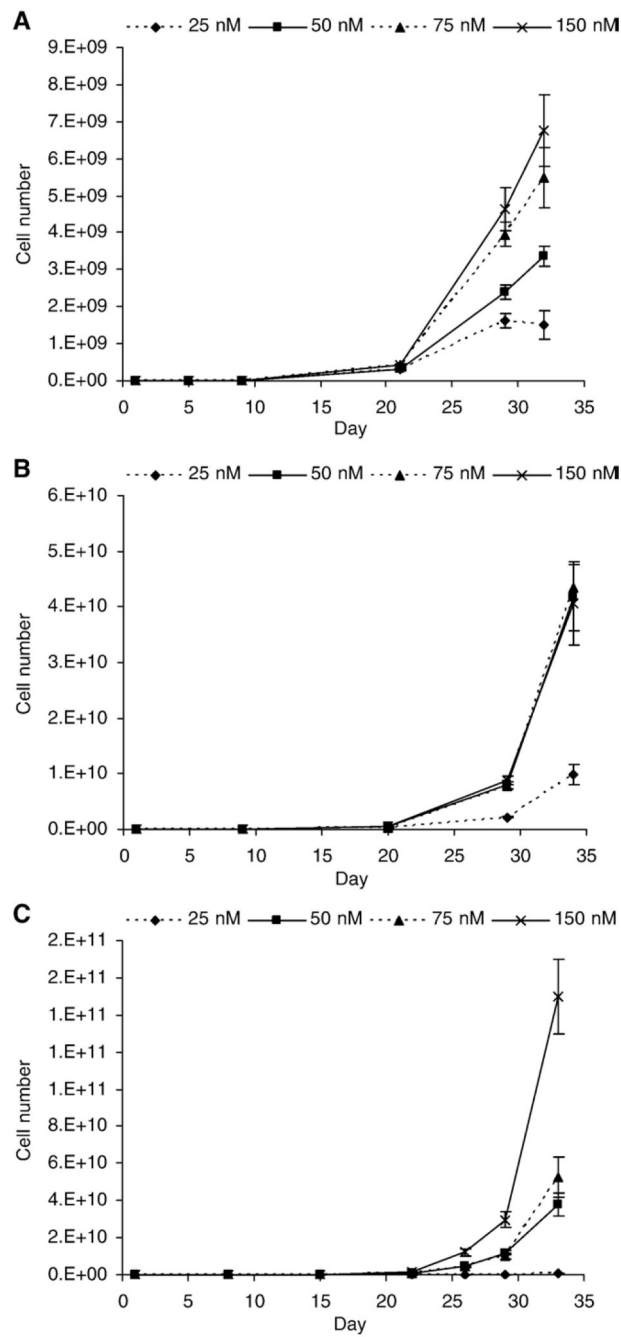 A
25 nM 50 nM 75 nM 150 nM
9.E+09
8.E+09
7.E+09
6.E+09
5.E+09
4.E+09
3.E+09
2.E+09
1.E+09
0.E+00
Cell number
0 5 10 15 20 25 30 35
Day
B
25 nM 50 nM 75 nM 150 nM
6.E+10
5.E+10
4.E+10
3.E+10
2.E+10
1.E+10
0.E+00
Cell number
0 5 10 15 20 25 30 35
Day
C
25 nM 50 nM 75 nM 150 nM
2.E+11
2.E+11
1.E+11
1.E+11
1.E+11
8.E+10
6.E+10
4.E+10
2.E+10
0.E+00
Cell number
0 5 10 15 20 25 30 35
Day